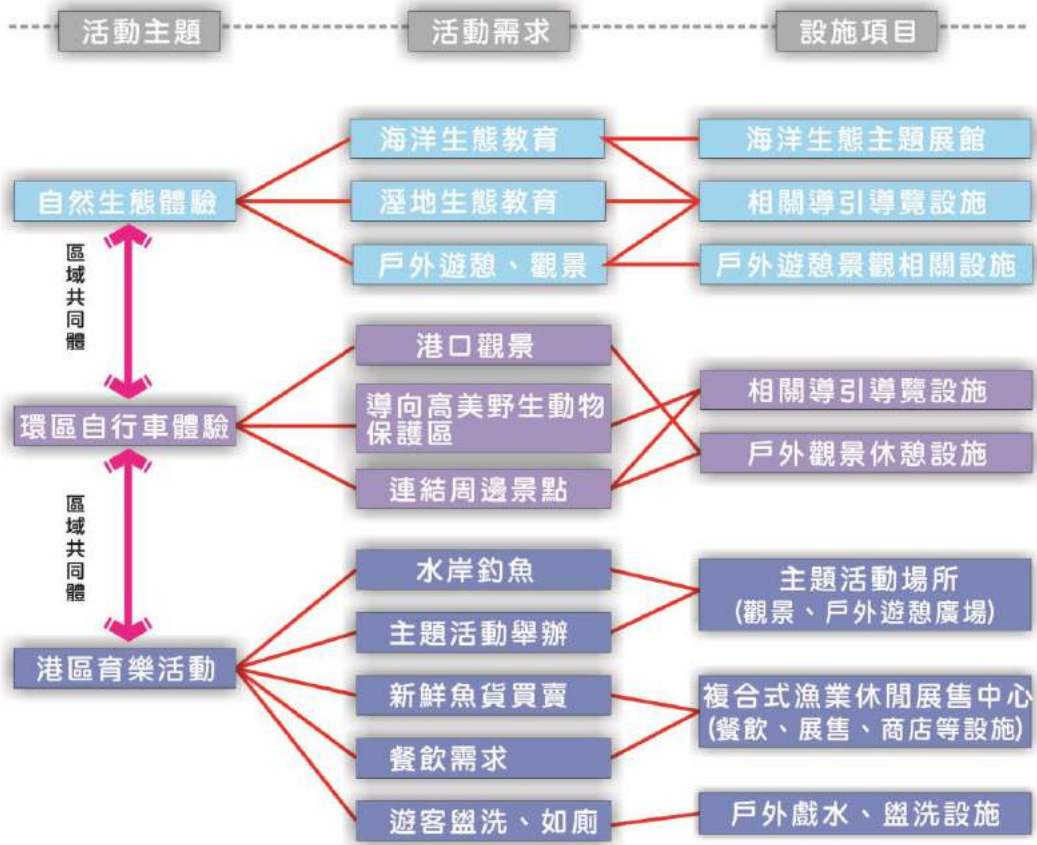 活動主題
活動需求
設施項目
自然生態體驗
海洋生態教育
溼地生態教育
戶外遊憩、觀景
海洋生態主題展館
相關導引導覽設施
戶外遊憩景觀相關設施
區域共同體
環區自行車體驗
港口觀景
導向高美野生動物
保護區
連結周邊景點
相關導引導覽設施
戶外觀景休憩設施
區域共同體
港區育樂活動
水岸釣魚
主題活動舉辦
新鮮魚貨買賣
餐飲需求
遊客盥洗、如廁
主題活動場所
(觀景、戶外遊憩廣場)
複合式漁業休閒展售中心
(餐飲、展售、商店等設施)
戶外戲水、盥洗設施